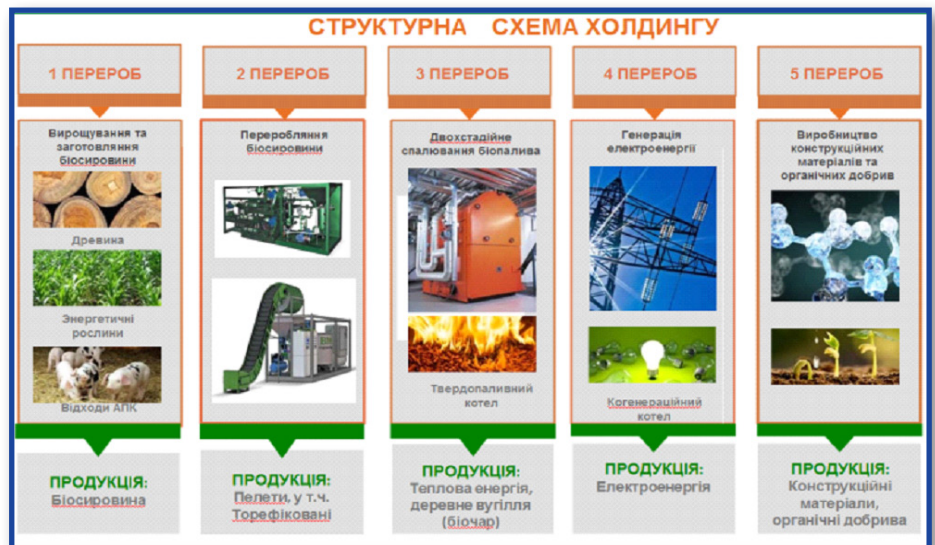 СТРУКТУРНА СХЕМА ХОЛДИНГУ
1 ПЕРЕРОБ
2 ПЕРЕРОБ
3 ПЕРЕРОБ
4 ПЕРЕРОБ
5 ПЕРЕРОБ
Вирощування та
заготовляння
біосировини
Древина
Энергетичні
рослини
Відходи АПК
Переробляння
біосировини
Двохстадійне
спалювання біопалива
Твердопаливний
котел
Генерація
електроенергії
Когенераційний
котел
Виробництво
конструкційних
матеріалів та
органічних добрив
ПРОДУКЦІЯ:
Біосировина
ПРОДУКЦІЯ:
Пелети, у т.ч.
Торефіковані
ПРОДУКЦІЯ:
Теплова енергія,
деревне вугілля
(біочар)
ПРОДУКЦІЯ:
Електроенергія
ПРОДУКЦІЯ:
Конструкційні
матеріали,
органічні добрива